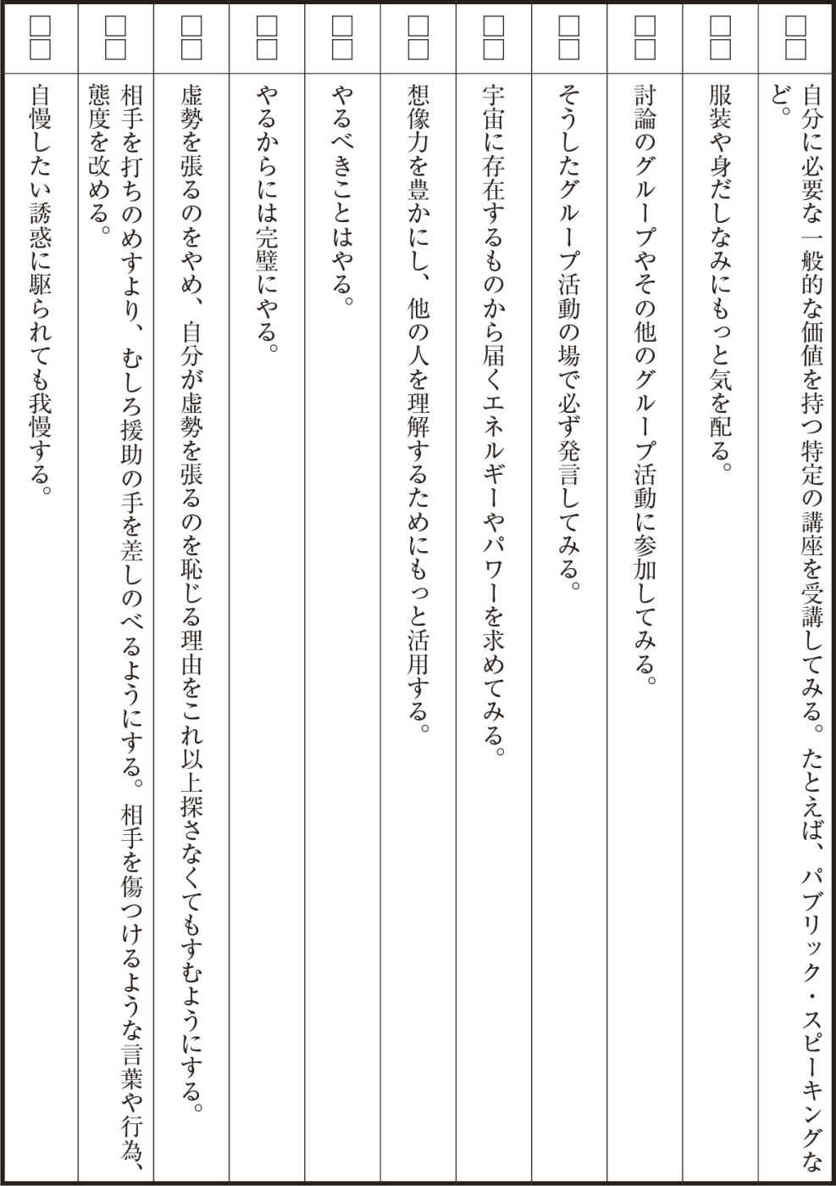 □□
自分に必要な一般的な価値を持つ特定の講座を受講してみる。たとえば、パブリック・スピーキングな
ど。
□□
服装や身だしなみにもっと気を配る。
□□
討論のグループやその他のグループ活動に参加してみる。
□□
そうしたグループ活動の場で必ず発言してみる。
□□
宇宙に存在するものから届くエネルギーやパワーを求めてみる。
□□
想像力を豊かにし、他の人を理解するためにもっと活用する。
□□
やるべきことはやる。
□□
やるからには完璧にやる。
□□
虚勢を張るのをやめ、自分が虚勢を張るのを恥じる理由をこれ以上探さなくてもすむようにする。
□□
相手を打ちのめすより、むしろ援助の手を差しのべるようにする。相手を傷つけるような言葉や行為、
態度を改める。
□□
自慢したい誘惑に駆られても我慢する。